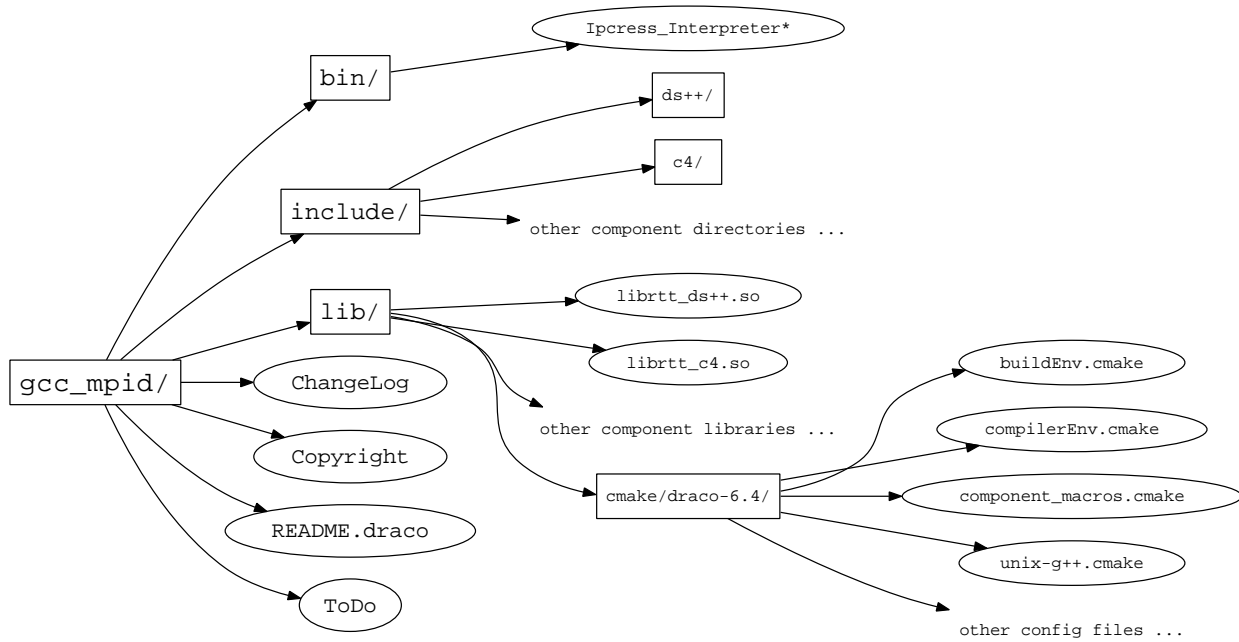 Ipcress_Interpreter*
bin/
ds++/
c4/
include/
other component directories ...
librtt_ds++.so
lib/
librtt_c4.so
buildEnv.cmake
gcc_mpid/
ChangeLog
other component libraries ...
compilerEnv.cmake
Copyright
cmake/draco-6.4/
component_macros.cmake
README.draco
unix-g++.cmake
ToDo
other config files ...